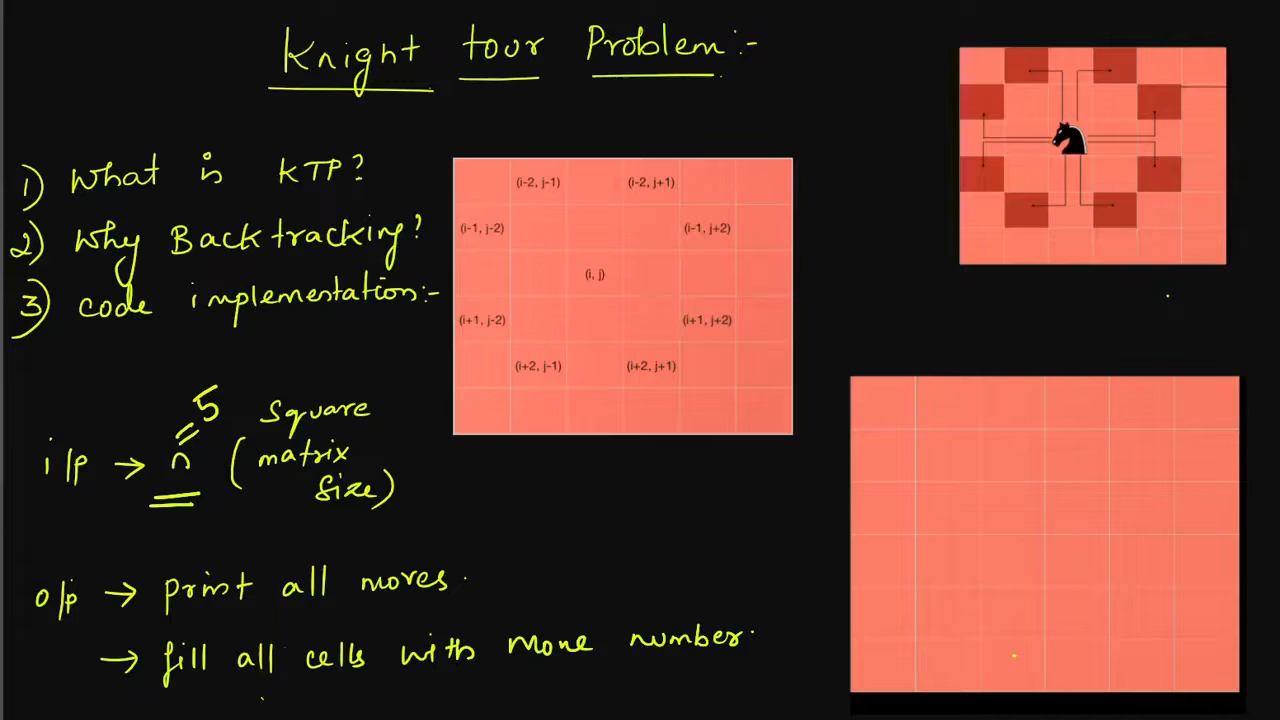 Knight tour Problem:-
1) What is KTP?
2) Why Backtracking?
3) code implementation:-
(i-2, j-1) (i-2, j+1)
(i-1, j-2) (i-1, j+2)
(i, j)
(i+1, j-2) (i+1, j+2)
(i+2, j-1) (i+2, j+1)
i/p → n = 5 (square matrix size)
o/p → print all moves.
→ fill all cells with move number.